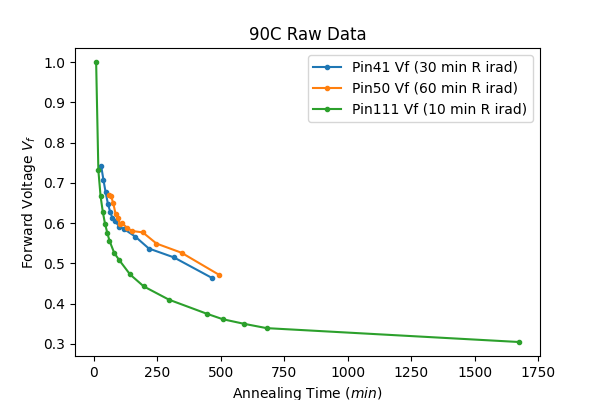 90C Raw Data
Pin41 Vf (30 min R irad)
Pin50 Vf (60 min R irad)
Pin111 Vf (10 min R irad)
Forward Voltage Vf
1.0
0.9
0.8
0.7
0.6
0.5
0.4
0.3
0 250 500 750 1000 1250 1500 1750
Annealing Time (min)